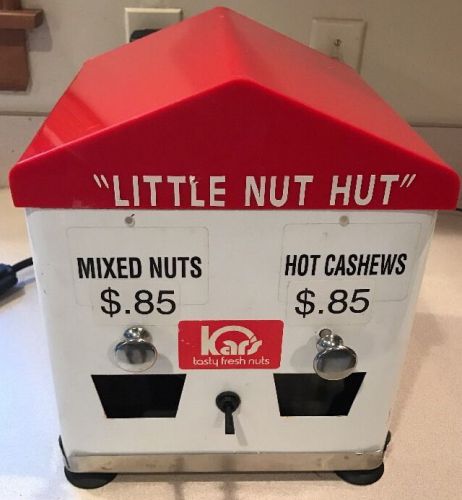 "LITTLE NUT HUT"
MIXED NUTS
$.85
HOT CASHEWS
$.85
Kar's
tasty fresh nuts